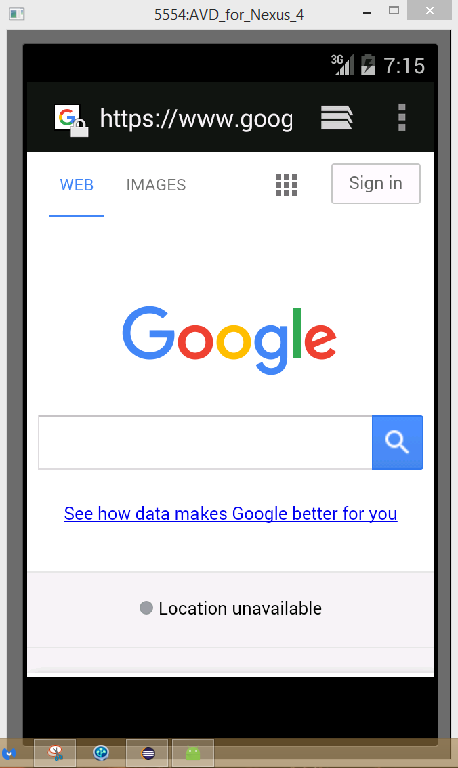 5554:AVD_for_Nexus_4
3G 7:15
https://www.goog
WEB IMAGES Sign in
Google
See how data makes Google better for you
Location unavailable